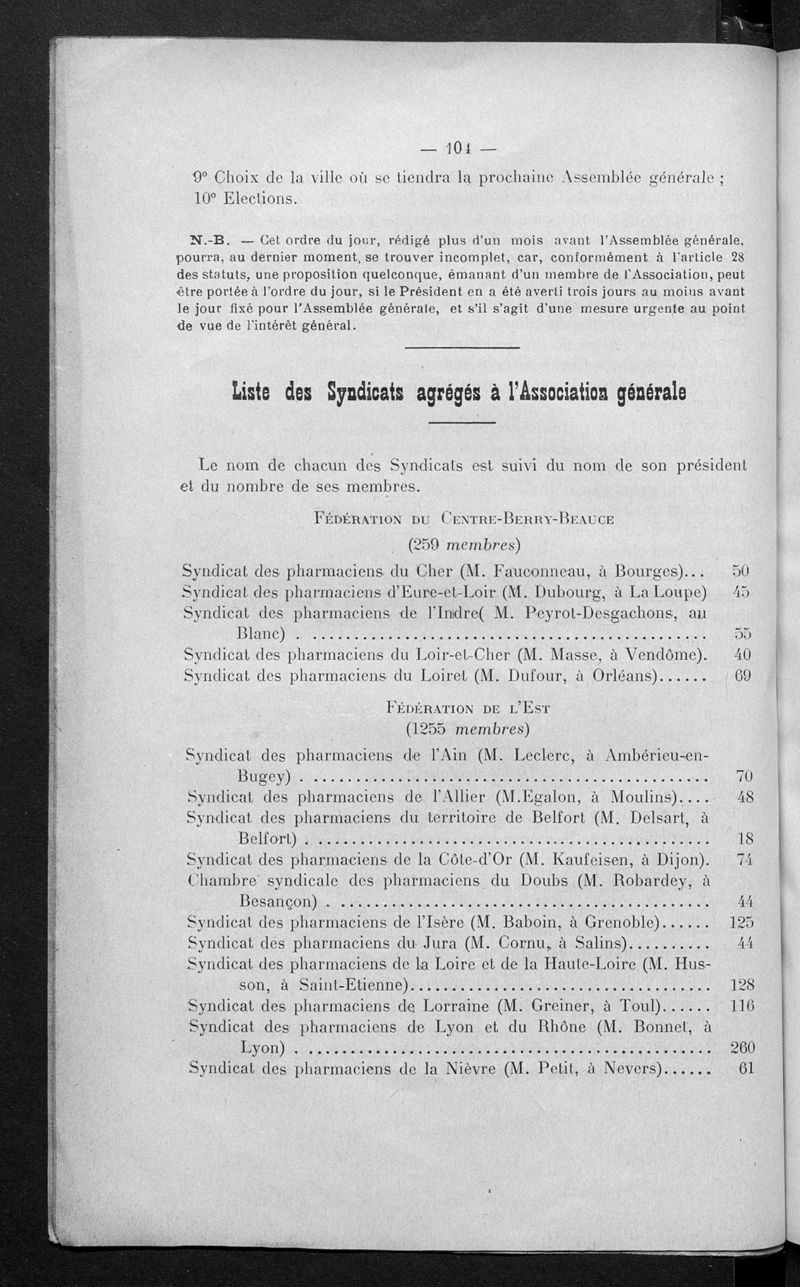 — 101 —
9° Choix de la ville où se tiendra la prochaine Assemblée générale ;
10° Elections.
N.-B. — Cet ordre du jour, rédigé plus d'un mois avant l'Assemblée générale,
pourra, au dernier moment, se trouver incomplet, car, conformément à l'article 28
des statuts, une proposition quelconque, émanant d'un membre de l'Association, peut
être portée à l'ordre du jour, si le Président en a été averti trois jours au moins avant
le jour fixé pour l'Assemblée générale, et s'il s'agit d'une mesure urgente au point
de vue de l'intérêt général.
Liste des Syndicats agrégés à l'Association générale
Le nom de chacun des Syndicats est suivi du nom de son président
et du nombre de ses membres.
FÉDÉRATION DU CENTRE-BERRY-BEAUCE
(259 membres)
Syndicat des pharmaciens du Cher (M. Fauconneau, à Bourges)... 50
Syndicat des pharmaciens d'Eure-et-Loir (M. Dubourg, à La Loupe) 45
Syndicat des pharmaciens de l'Indre( M. Peyrot-Desgachons, au
Blanc) . ................................................ 55
Syndicat des pharmaciens du Loir-et-Cher (M. Masse, à Vendôme). 40
Syndicat des pharmaciens du Loiret (M. Dufour, à Orléans)...... 69
FÉDÉRATION DE L'EST
(1255 membres)
Syndicat des pharmaciens de l'Ain (M. Leclerc, à Ambérieu-en-
Bugey) . ................................................ 70
Syndicat des pharmaciens de l'Allier (M.Egalon, à Moulins).... 48
Syndicat des pharmaciens du territoire de Belfort (M. Delsart, à
Belfort) . ............................................... 18
Syndicat des pharmaciens de la Côte-d'Or (M. Kaufeisen, à Dijon). 74
Chambre syndicale des pharmaciens du Doubs (M. Robardey, à
Besançon) . ............................................. 44
Syndicat des pharmaciens de l'Isère (M. Baboin, à Grenoble)...... 125
Syndicat des pharmaciens du Jura (M. Cornu, à Salins).......... 44
Syndicat des pharmaciens de la Loire et de la Haute-Loire (M. Hus-
son, à Saint-Etienne).................................... 128
Syndicat des pharmaciens de Lorraine (M. Greiner, à Toul)...... 116
Syndicat des pharmaciens de Lyon et du Rhône (M. Bonnet, à
Lyon) . ................................................. 260
Syndicat des pharmaciens de la Nièvre (M. Petit, à Nevers)...... 61